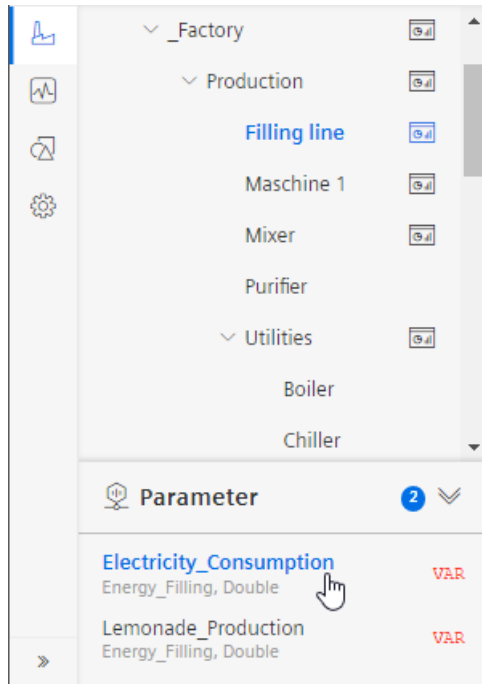 _Factory
Production
Filling line
Maschine 1
Mixer
Purifier
Utilities
Boiler
Chiller
Parameter 2
Electricity_Consumption
Energy_Filling, Double VAR
Lemonade_Production
Energy_Filling, Double VAR